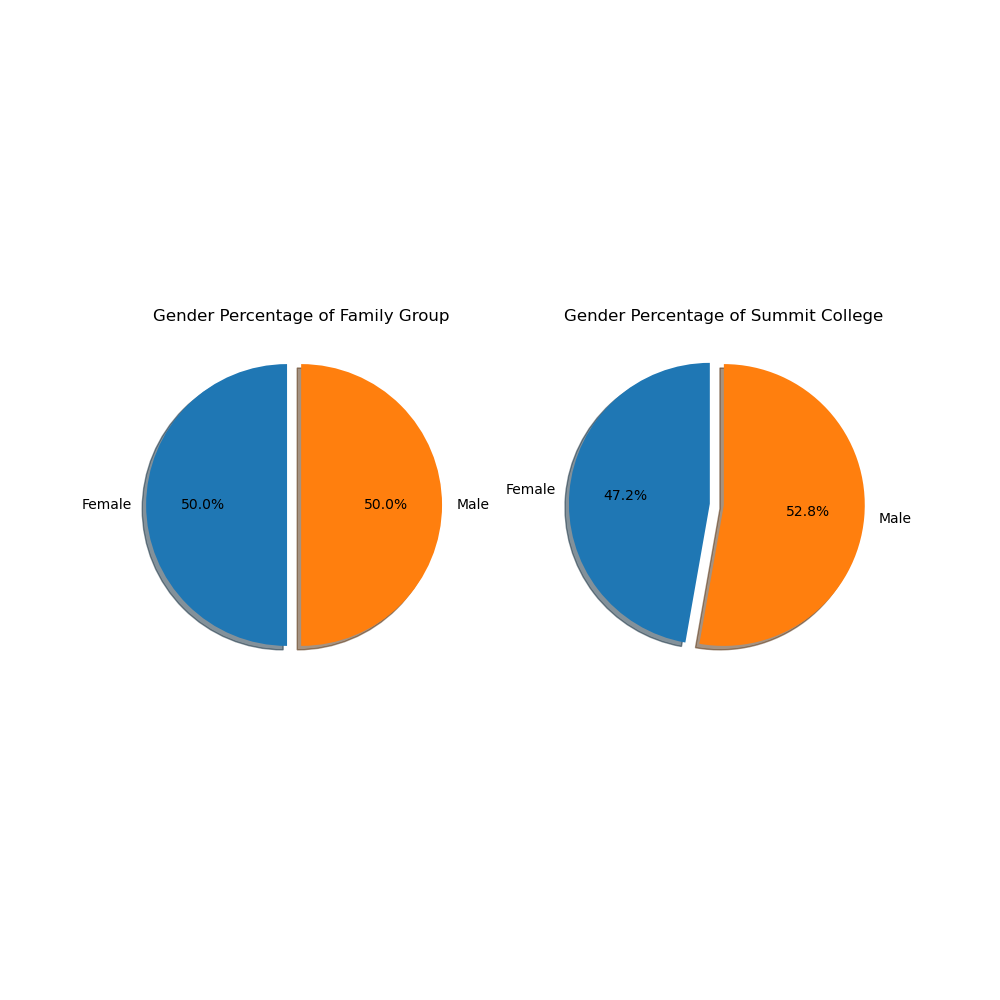 Gender Percentage of Family Group
Female
50.0%
50.0%
Male
Gender Percentage of Summit College
Female
47.2%
52.8%
Male